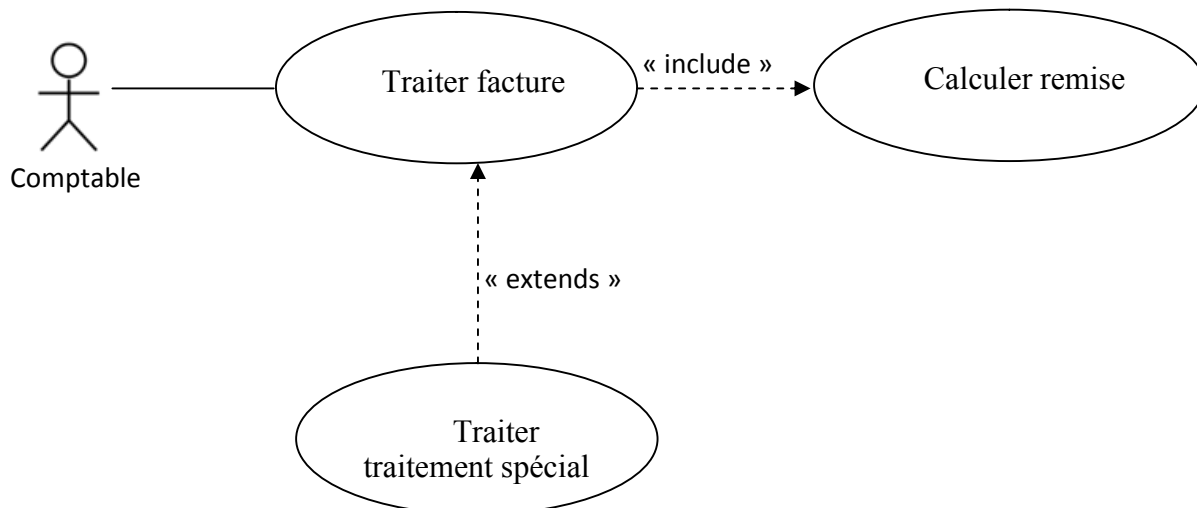 Traiter facture
« include »
Calculer remise
Comptable
« extends »
Traiter
traitement spécial